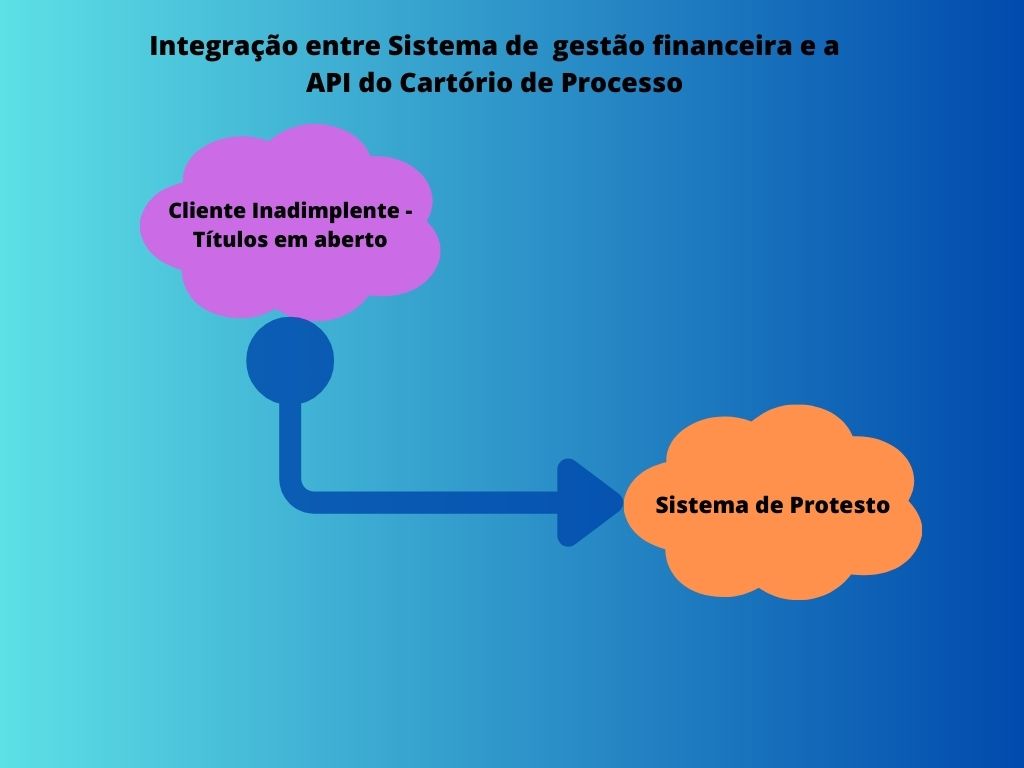 Integração entre Sistema de  gestão financeira e a
API do Cartório de Processo
Cliente Inadimplente -
Títulos em aberto
Sistema de Protesto